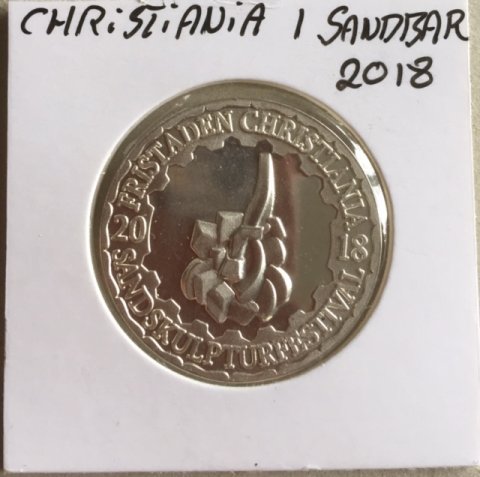 CHRiSTiANiA 1 SANDBAR
2018
FRISTADEN CHRISTIANIA
20 18
SANDSKULPTURFESTIVAL